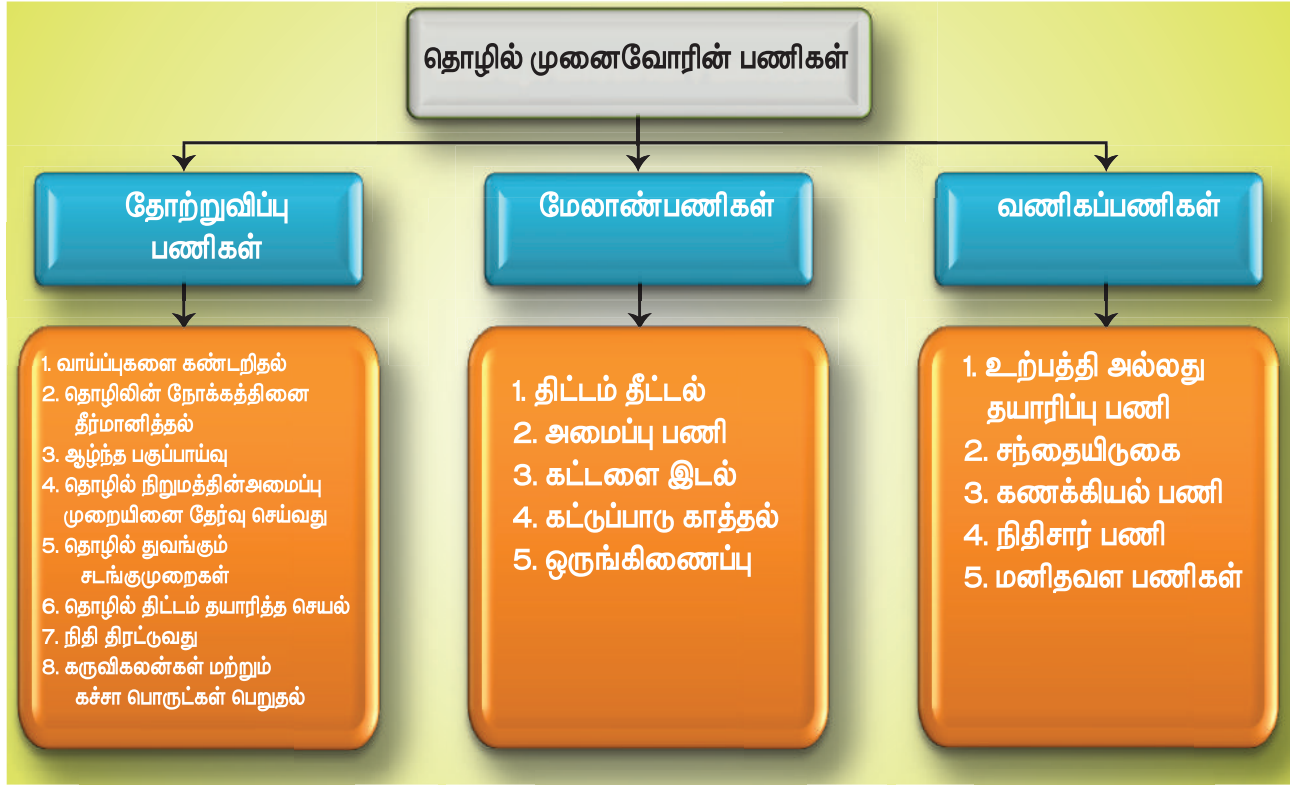 தொழில் முனைவோரின் பணிகள்
தோற்றுவிப்பு
பணிகள்
1. வாய்ப்புகளை கண்டறிதல்
2. தொழிலின் நோக்கத்தினை
தீர்மானித்தல்
3. ஆழ்ந்த பகுப்பாய்வு
4. தொழில் நிறுமத்தின்அமைப்பு
முறையினை தேர்வு செய்வது
5. தொழில் துவங்கும்
சடங்குமுறைகள்
6. தொழில் திட்டம் தயாரித்த செயல்
7. நிதி திரட்டுவது
8. கருவிகலன்கள் மற்றும்
கச்சா பொருட்கள் பெறுதல்
மேலாண்பணிகள்
1. திட்டம் தீட்டல்
2. அமைப்பு பணி
3. கட்டளை இடல்
4. கட்டுப்பாடு காத்தல்
5. ஒருங்கிணைப்பு
வணிகப்பணிகள்
1. உற்பத்தி அல்லது
தயாரிப்பு பணி
2. சந்தையிடுகை
3. கணக்கியல் பணி
4. நிதிசார் பணி
5. மனிதவள பணிகள்